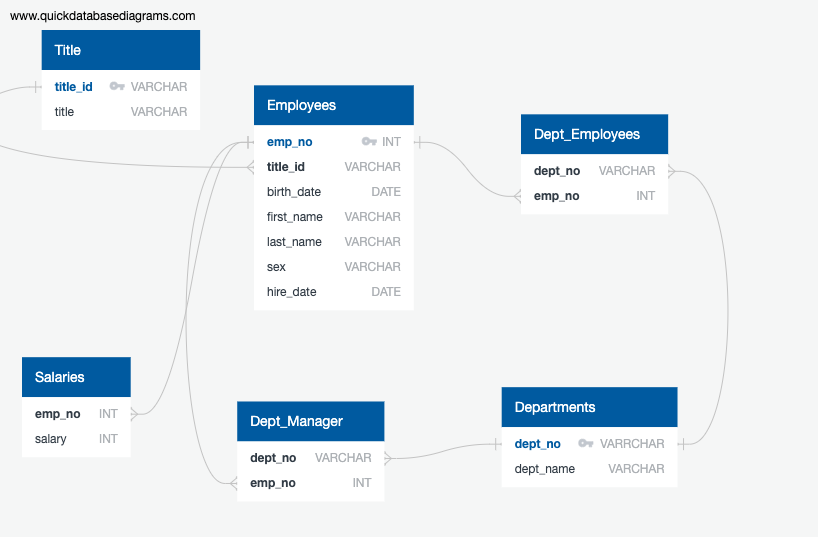 www.quickdatabasediagrams.com
Title
title_id VARCHAR
title VARCHAR
Employees
emp_no INT
title_id VARCHAR
birth_date DATE
first_name VARCHAR
last_name VARCHAR
sex VARCHAR
hire_date DATE
Dept_Employees
dept_no VARCHAR
emp_no INT
Salaries
emp_no INT
salary INT
Dept_Manager
dept_no VARCHAR
emp_no INT
Departments
dept_no VARRCHAR
dept_name VARCHAR